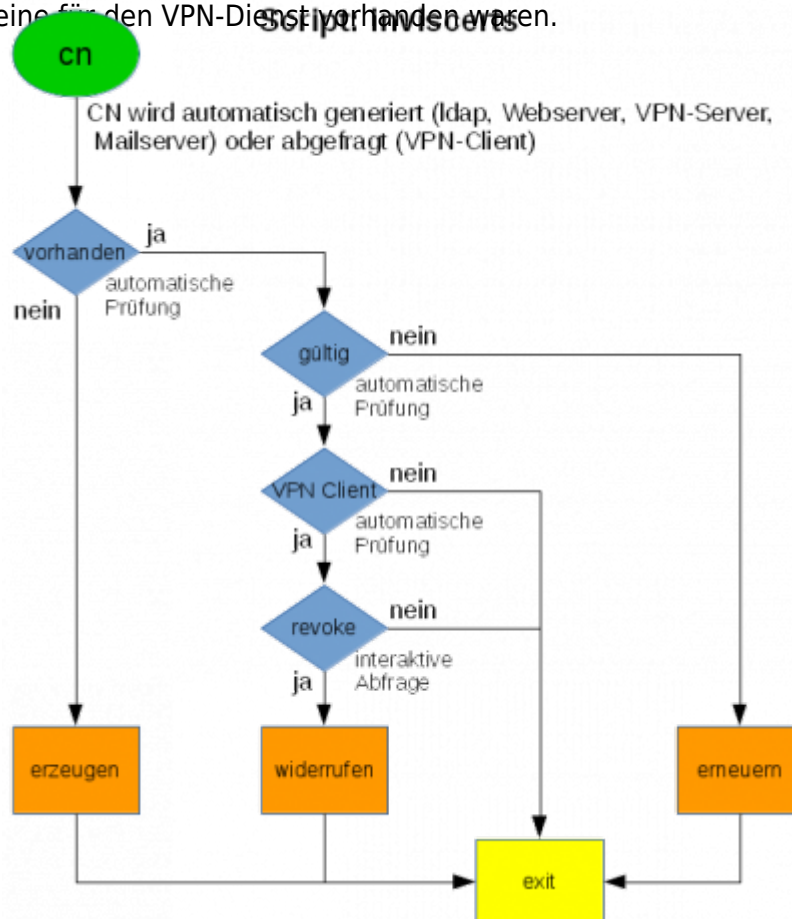 eine für den VPN-Dienst vorhanden waren.
Script: inviscerts
cn
CN wird automatisch generiert (ldap, Webserver, VPN-Server,
Mailserver) oder abgefragt (VPN-Client)
vorhanden
ja
automatische
Prüfung
nein
gültig
nein
automatische
Prüfung
ja
VPN Client
nein
automatische
Prüfung
ja
revoke
nein
interaktive
Abfrage
ja
erzeugen
widerrufen
erneuern
exit